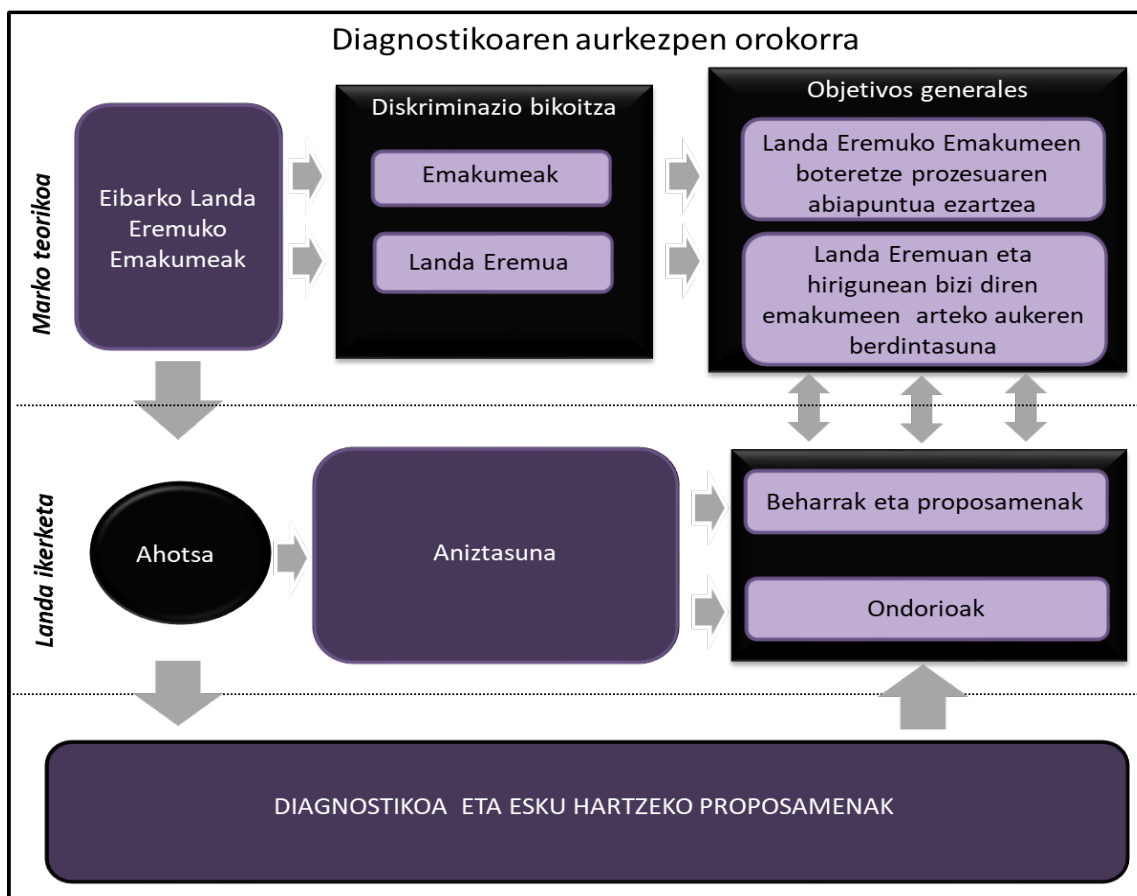 Diagnostikoaren aurkezpen orokorra
Marko teorikoa
Eibarko Landa
Eremuko
Emakumeak
Diskriminazio bikoitza
Emakumeak
Landa Eremua
Objetivos generales
Landa Eremuko Emakumeen
boteretze prozesuaren
abiapuntua ezartzea
Landa Eremuan eta
hirigunean bizi diren
emakumeen arteko aukeren
berdintasuna
Landa ikerketa
Ahotsa
Aniztasuna
Beharrak eta proposamenak
Ondorioak
DIAGNOSTIKOA ETA ESKU HARTZEKO PROPOSAMENAK